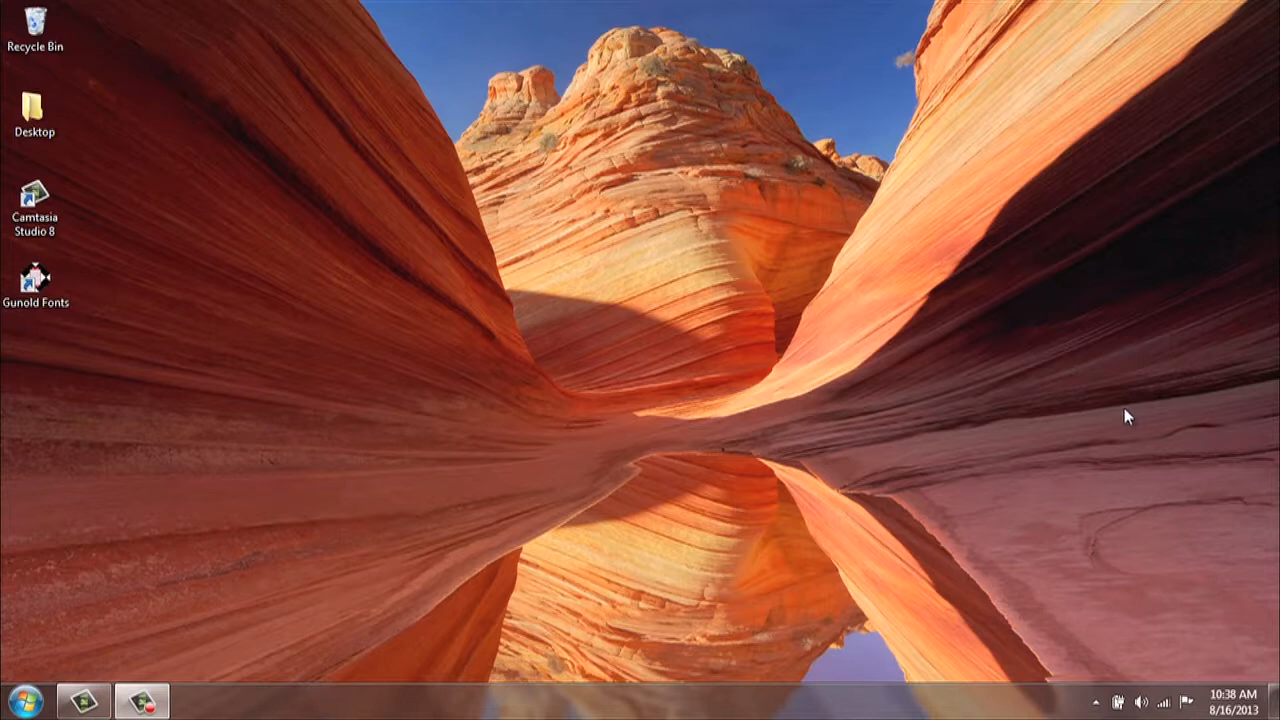 Recycle Bin
Desktop
Camtasia
Studio 8
Gunold Fonts
10:38 AM
8/16/2013